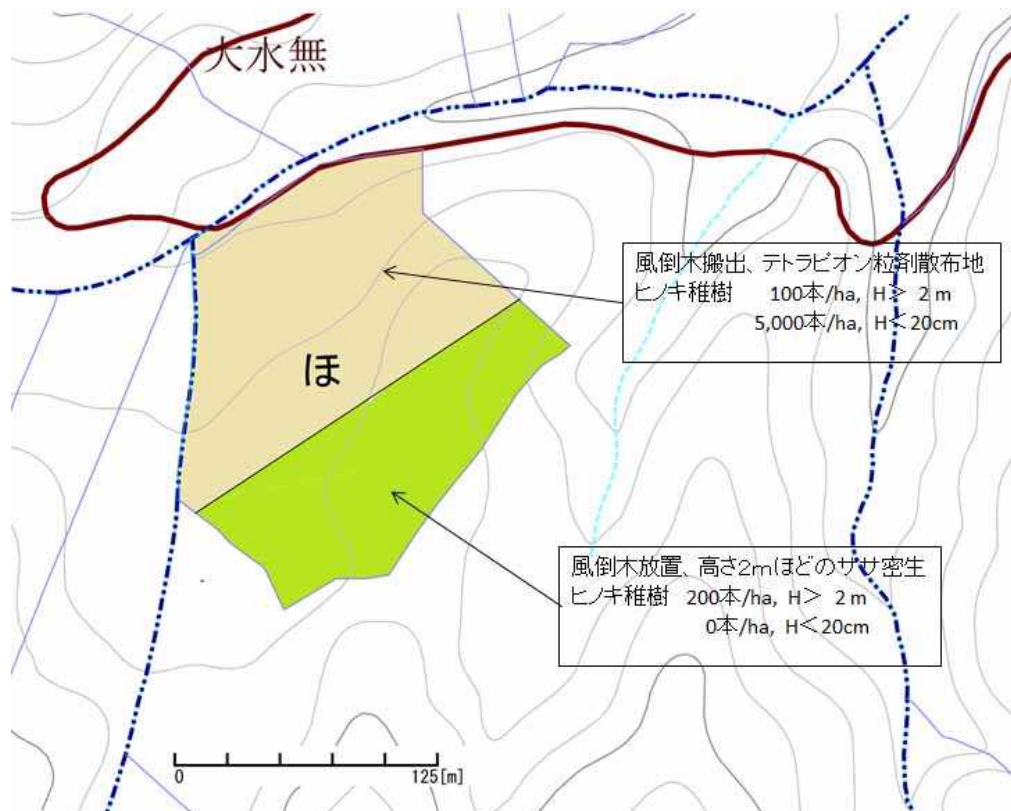 大水無
風倒木搬出、テトラピオン粒剤散布地
ヒノキ稚樹 100本/ha, H＞ 2 m
5,000本/ha, H＜20cm
ほ
風倒木放置、高さ2mほどのササ密生
ヒノキ稚樹 200本/ha, H＞ 2 m
0本/ha, H＜20cm
0 125[m]